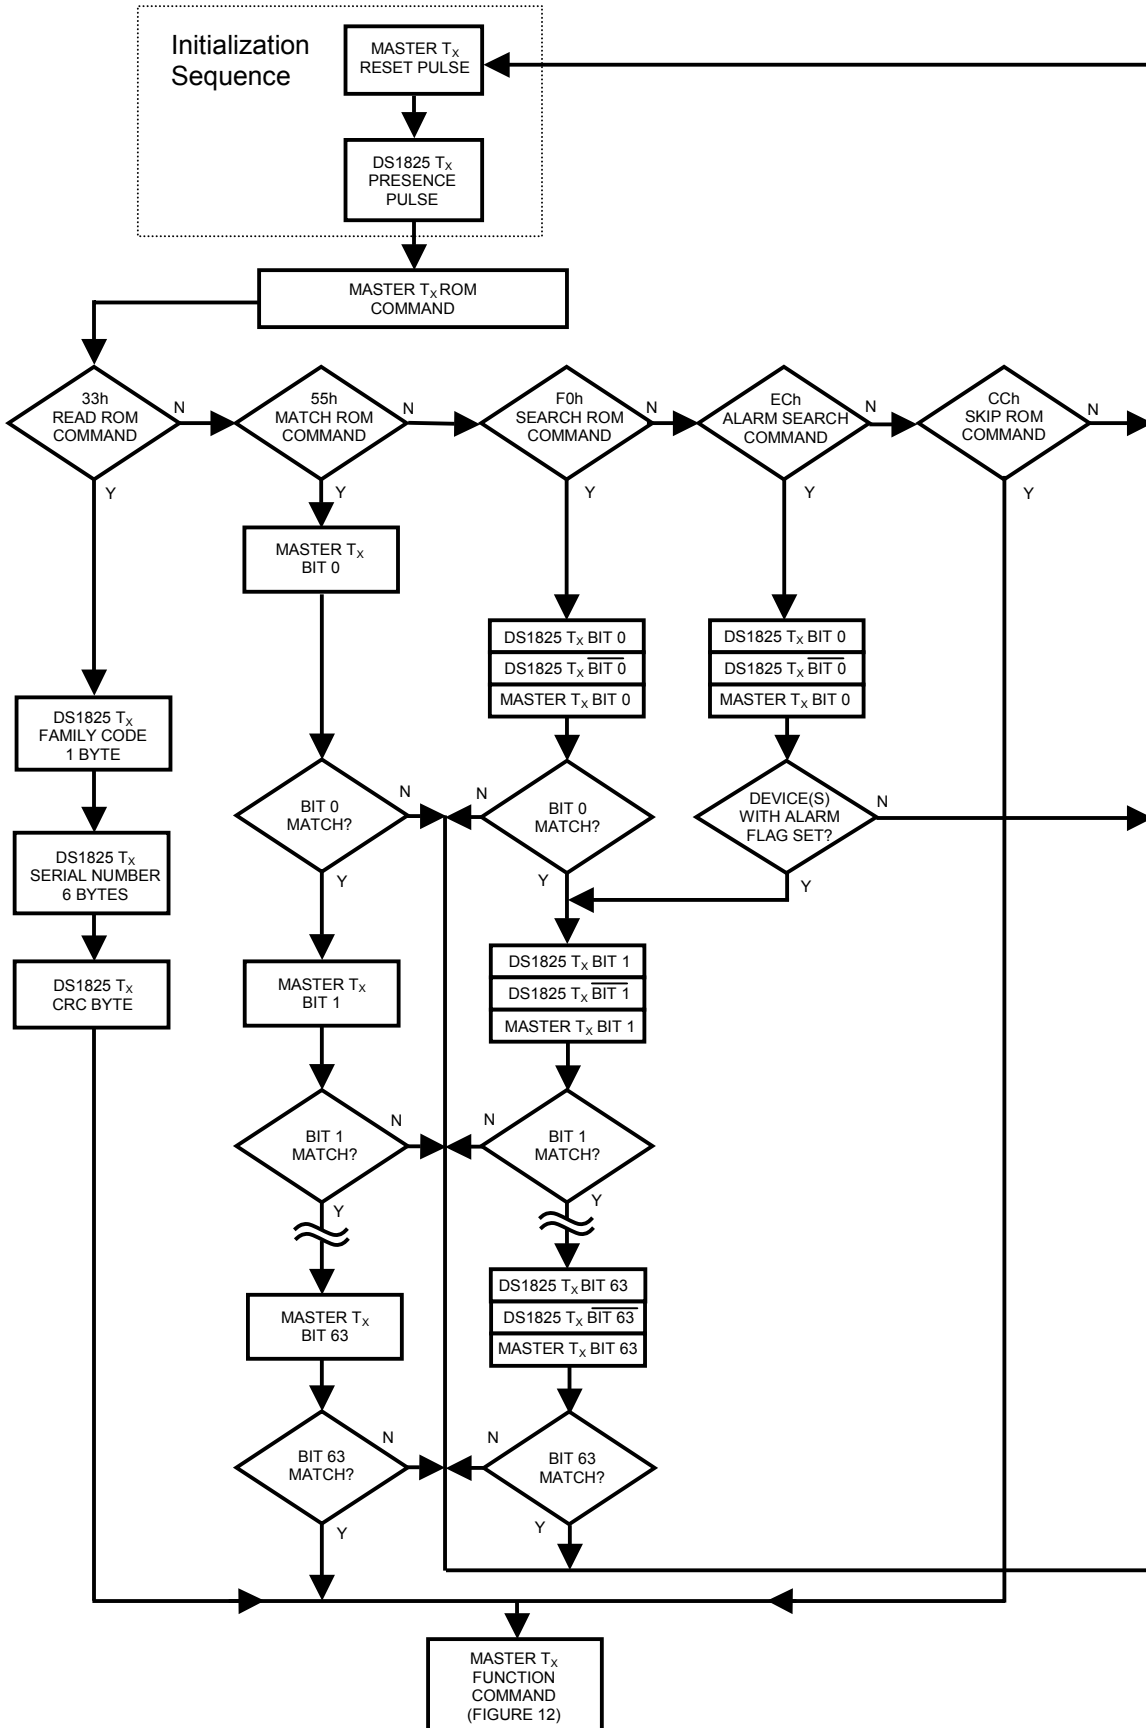 Initialization
Sequence
MASTER TX
RESET PULSE
DS1825 TX
PRESENCE
PULSE
MASTER TX ROM
COMMAND
33h
READ ROM
COMMAND
N
Y
55h
MATCH ROM
COMMAND
N
Y
F0h
SEARCH ROM
COMMAND
N
Y
ECh
ALARM SEARCH
COMMAND
N
Y
CCh
SKIP ROM
COMMAND
N
Y
MASTER TX
BIT 0
DS1825 TX BIT 0
DS1825 TX BIT 0
MASTER TX BIT 0
DS1825 TX BIT 0
DS1825 TX BIT 0
MASTER TX BIT 0
DS1825 TX
FAMILY CODE
1 BYTE
BIT 0
MATCH?
N
Y
BIT 0
MATCH?
N
Y
DEVICE(S)
WITH ALARM
FLAG SET?
N
Y
DS1825 TX
SERIAL NUMBER
6 BYTES
DS1825 TX
CRC BYTE
MASTER TX
BIT 1
DS1825 TX BIT 1
DS1825 TX BIT 1
MASTER TX BIT 1
BIT 1
MATCH?
N
Y
BIT 1
MATCH?
N
Y
MASTER TX
BIT 63
DS1825 TX BIT 63
DS1825 TX BIT 63
MASTER TX BIT 63
BIT 63
MATCH?
N
Y
BIT 63
MATCH?
N
Y
MASTER TX
FUNCTION
COMMAND
(FIGURE 12)